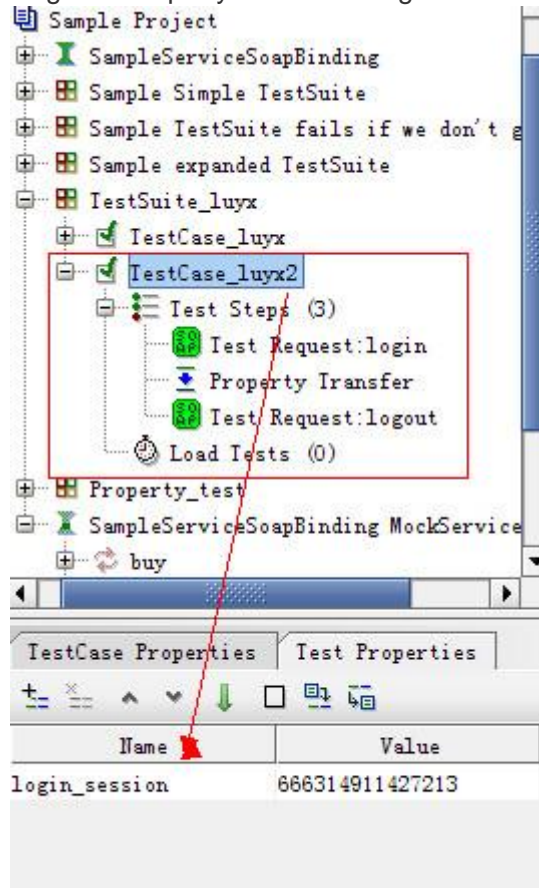 Sample Project
SampleServiceSoapBinding
Sample Simple TestSuite
Sample TestSuite fails if we don't g
Sample expanded TestSuite
TestSuite_luyx
TestCase_luyx
TestCase_luyx2
Test Steps (3)
Test Request:login
Property Transfer
Test Request:logout
Load Tests (0)
Property_test
SampleServiceSoapBinding MockService
buy
TestCase Properties Test Properties
Name Value
login_session 666314911427213